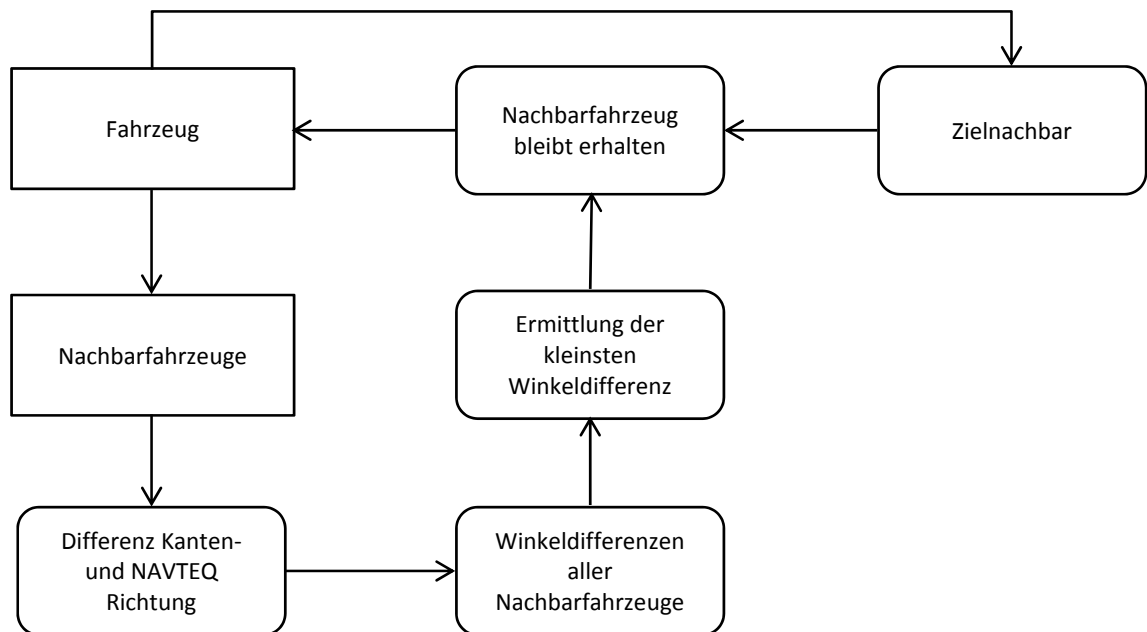 Fahrzeug
Nachbarfahrzeug
bleibt erhalten
Zielnachbar
Nachbarfahrzeuge
Ermittlung der
kleinsten
Winkeldifferenz
Differenz Kanten-
und NAVTEQ
Richtung
Winkeldifferenzen
aller
Nachbarfahrzeuge